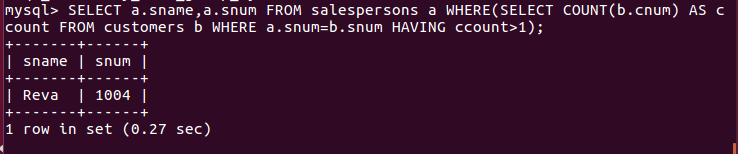 mysql> SELECT a.sname,a.snum FROM salespersons a WHERE(SELECT COUNT(b.cnum) AS c
count FROM customers b WHERE a.snum=b.snum HAVING ccount>1);
+-------+------+
| sname | snum |
+-------+------+
| Reva  | 1004 |
+-------+------+
1 row in set (0.27 sec)